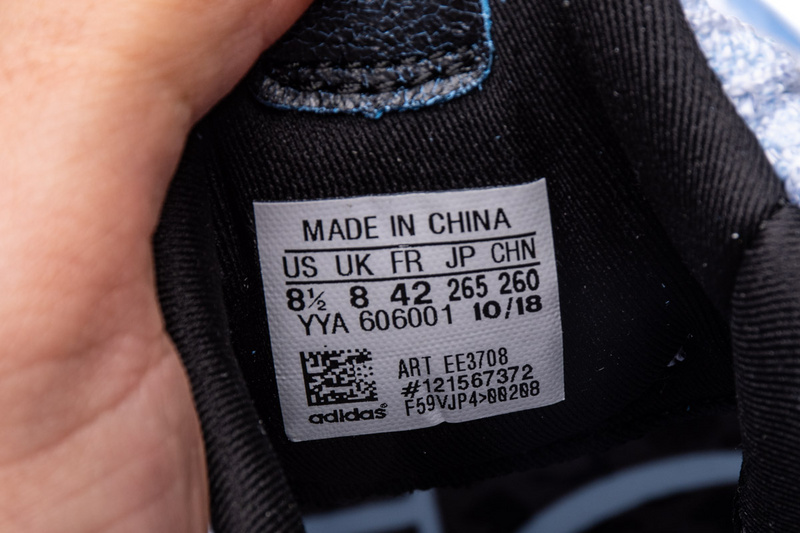 MADE IN CHINA
US UK FR JP CHN
8½ 8 42 265 260
YYA 606001 10/18
ART EE3708
#121567372
F59VJP4>00208
adidas®